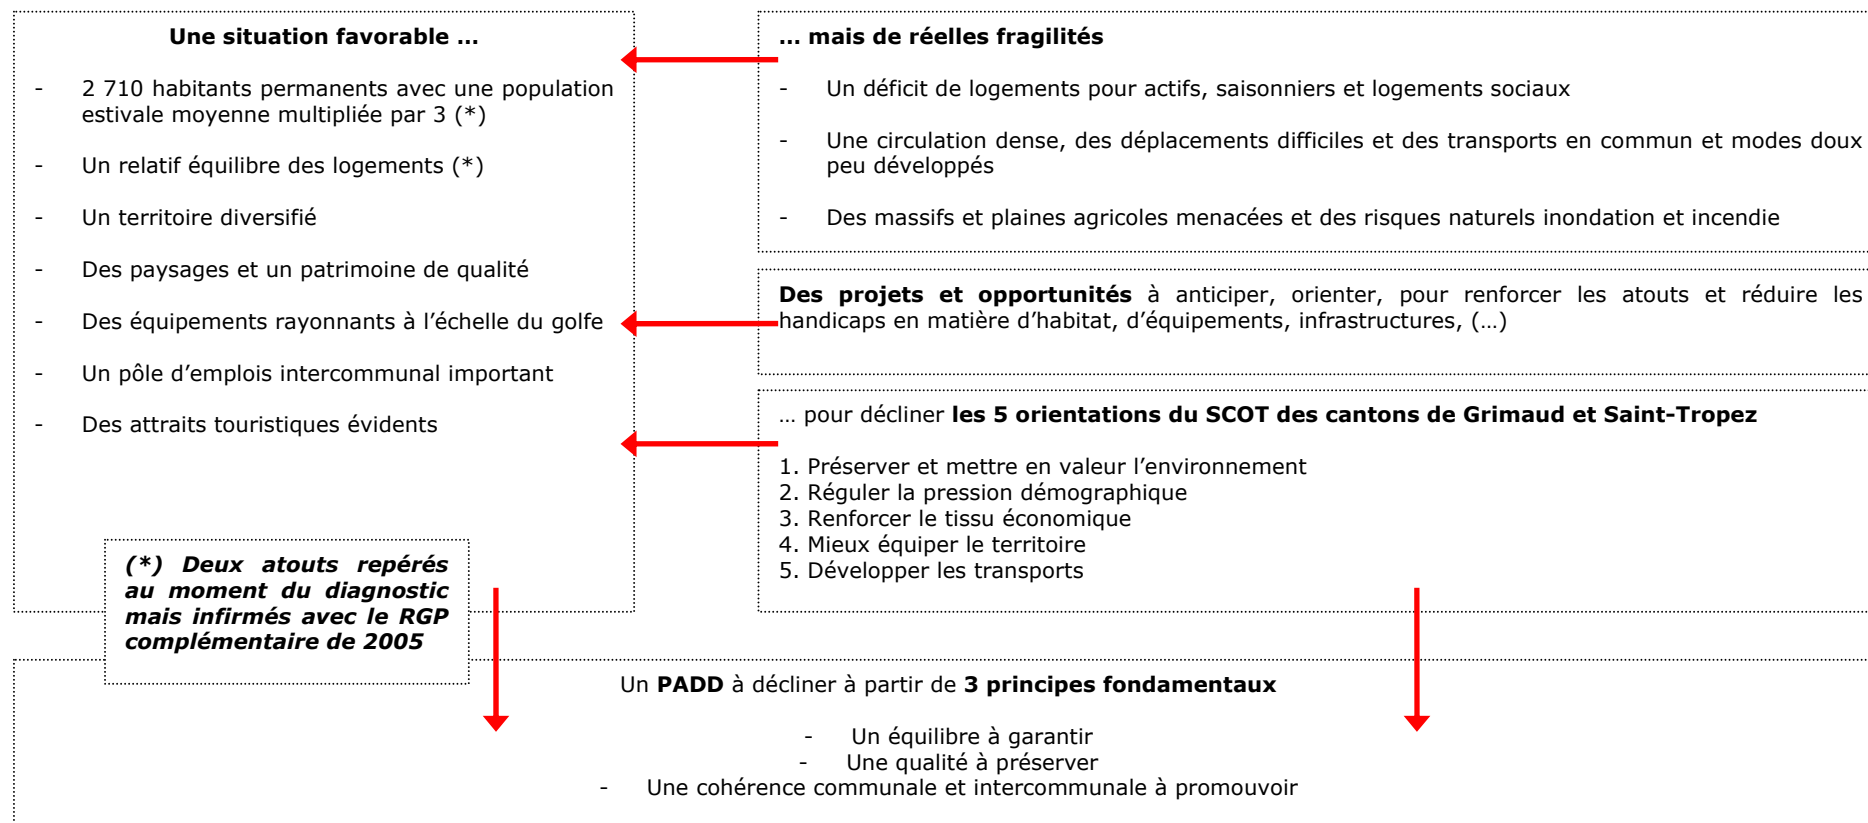 Une situation favorable ...
- 2 710 habitants permanents avec une population
estivale moyenne multipliée par 3 (*)
- Un relatif équilibre des logements (*)
- Un territoire diversifié
- Des paysages et un patrimoine de qualité
- Des équipements rayonnants à l’échelle du golfe
- Un pôle d’emplois intercommunal important
- Des attraits touristiques évidents
(*) Deux atouts repérés
au moment du diagnostic
mais infirmés avec le RGP
complémentaire de 2005
... mais de réelles fragilités
- Un déficit de logements pour actifs, saisonniers et logements sociaux
- Une circulation dense, des déplacements difficiles et des transports en commun et modes doux
peu développés
- Des massifs et plaines agricoles menacées et des risques naturels inondation et incendie
Des projets et opportunités à anticiper, orienter, pour renforcer les atouts et réduire les
handicaps en matière d’habitat, d’équipements, infrastructures, (…)
… pour décliner les 5 orientations du SCOT des cantons de Grimaud et Saint-Tropez
1. Préserver et mettre en valeur l’environnement
2. Réguler la pression démographique
3. Renforcer le tissu économique
4. Mieux équiper le territoire
5. Développer les transports
Un PADD à décliner à partir de 3 principes fondamentaux
- Un équilibre à garantir
- Une qualité à préserver
- Une cohérence communale et intercommunale à promouvoir